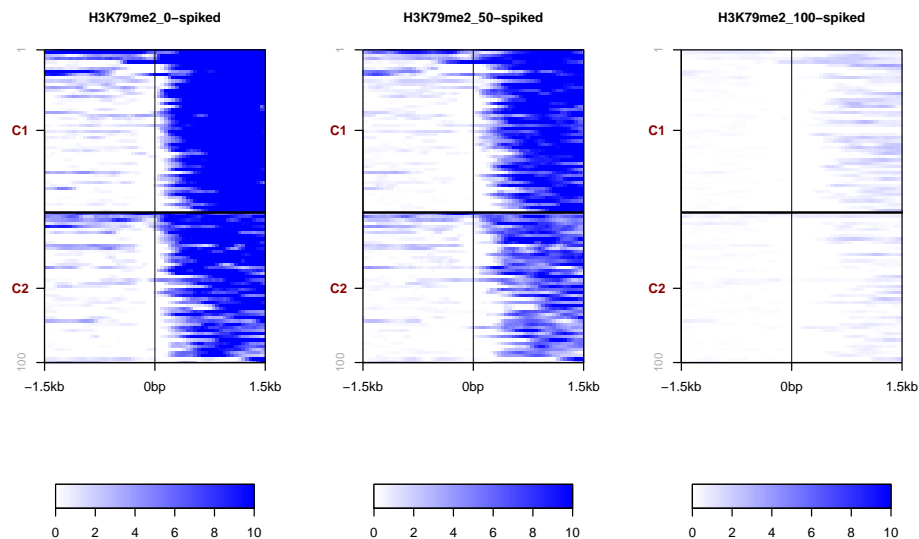 H3K79me2_0−spiked
H3K79me2_50−spiked
H3K79me2_100−spiked
1
C1
C2
100
−1.5kb 0bp 1.5kb
1
C1
C2
100
−1.5kb 0bp 1.5kb
1
C1
C2
100
−1.5kb 0bp 1.5kb
0 2 4 6 8 10
0 2 4 6 8 10
0 2 4 6 8 10